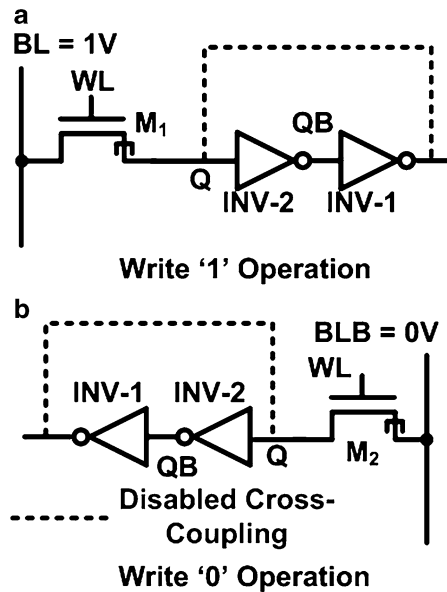 a
BL = 1V
WL
M1
QB
Q
INV-2
INV-1
Write ‘1’ Operation
b
BLB = 0V
INV-1
INV-2
WL
QB
Q
M2
Disabled Cross-
Coupling
Write ‘0’ Operation